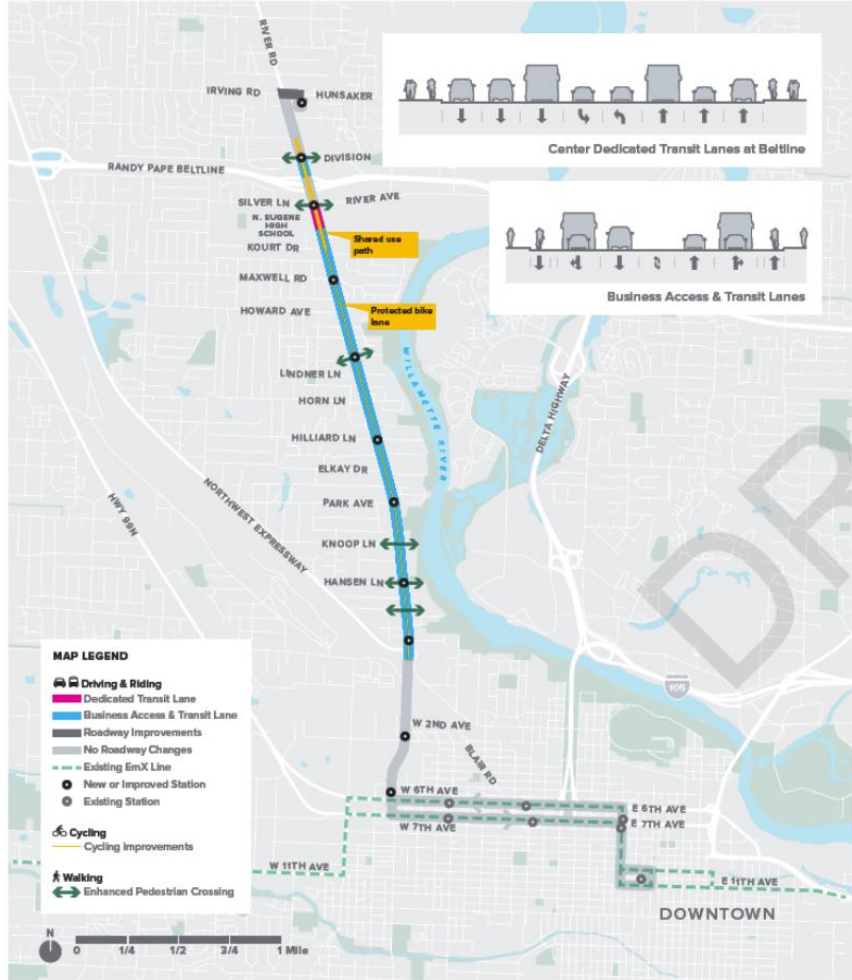 RIVER RD
IRVING RD
HUNSAKER
DIVISION
RANDY PAPE BELTLINE
SILVER LN
RIVER AVE
N. EUGENE
HIGH
SCHOOL
KOURT DR
Shared use
path
MAXWELL RD
HOWARD AVE
Protected bike
lane
LINDNER LN
HORN LN
HILLIARD LN
ELKAY DR
PARK AVE
KNOOP LN
HANSEN LN
WILLAMETTE RIVER
DELTA HIGHWAY
NORTHWEST EXPRESSWAY
HWY 99N
Center Dedicated Transit Lanes at Beltline
Business Access & Transit Lanes
DR
105
W 2ND AVE
BLAIR RD
W 6TH AVE
E 6TH AVE
W 7TH AVE
E 7TH AVE
W 11TH AVE
E 11TH AVE
DOWNTOWN
MAP LEGEND
Driving & Riding
Dedicated Transit Lane
Business Access & Transit Lane
Roadway Improvements
No Roadway Changes
Existing EmX Line
New or Improved Station
Existing Station
Cycling
Cycling improvements
Walking
Enhanced Pedestrian Crossing
N
0 1/4 1/2 3/4 1 Mile